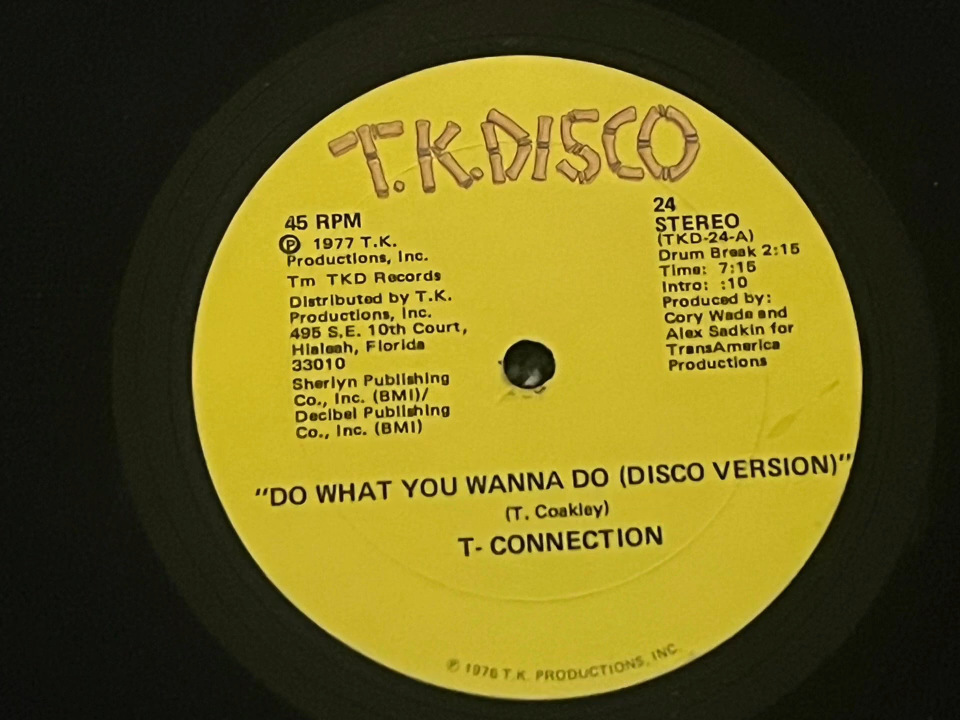 T.K.DISCO
45 RPM
Ⓟ 1977 T.K.
Productions, Inc.
Tm TKD Records
Distributed by T.K.
Productions, Inc.
495 S.E. 10th Court,
Hialeah, Florida
33010
Sherlyn Publishing
Co., Inc. (BMI)/
Decibel Publishing
Co., Inc. (BMI)
24
STEREO
(TKD-24-A)
Drum Break 2:15
Time: 7:15
Intro: :10
Produced by:
Cory Wade and
Alex Sadkin for
TransAmerica
Productions
"DO WHAT YOU WANNA DO (DISCO VERSION)"
(T. Coakley)
T- CONNECTION
Ⓟ 1976 T.K. PRODUCTIONS, INC.